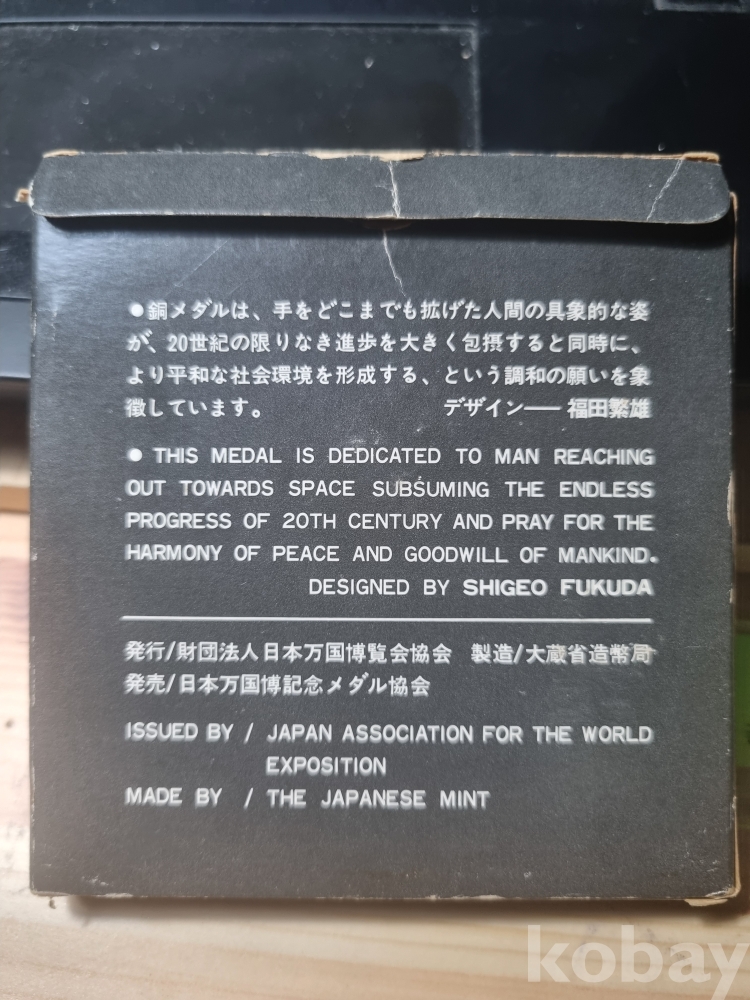 ●銅メダルは、手をどこまでも拡げた人間の具象的な姿
が、20世紀の限りなき進歩を大きく包摂すると同時に、
より平和な社会環境を形成する、という調和の願いを象
徴しています。 デザイン── 福田繁雄
● THIS MEDAL IS DEDICATED TO MAN REACHING
OUT TOWARDS SPACE SUBSUMING THE ENDLESS
PROGRESS OF 20TH CENTURY AND PRAY FOR THE
HARMONY OF PEACE AND GOODWILL OF MANKIND.
DESIGNED BY SHIGEO FUKUDA
発行/財団法人日本万国博覧会協会 製造/大蔵省造幣局
発売/日本万国博記念メダル協会
ISSUED BY / JAPAN ASSOCIATION FOR THE WORLD
EXPOSITION
MADE BY / THE JAPANESE MINT
kobay